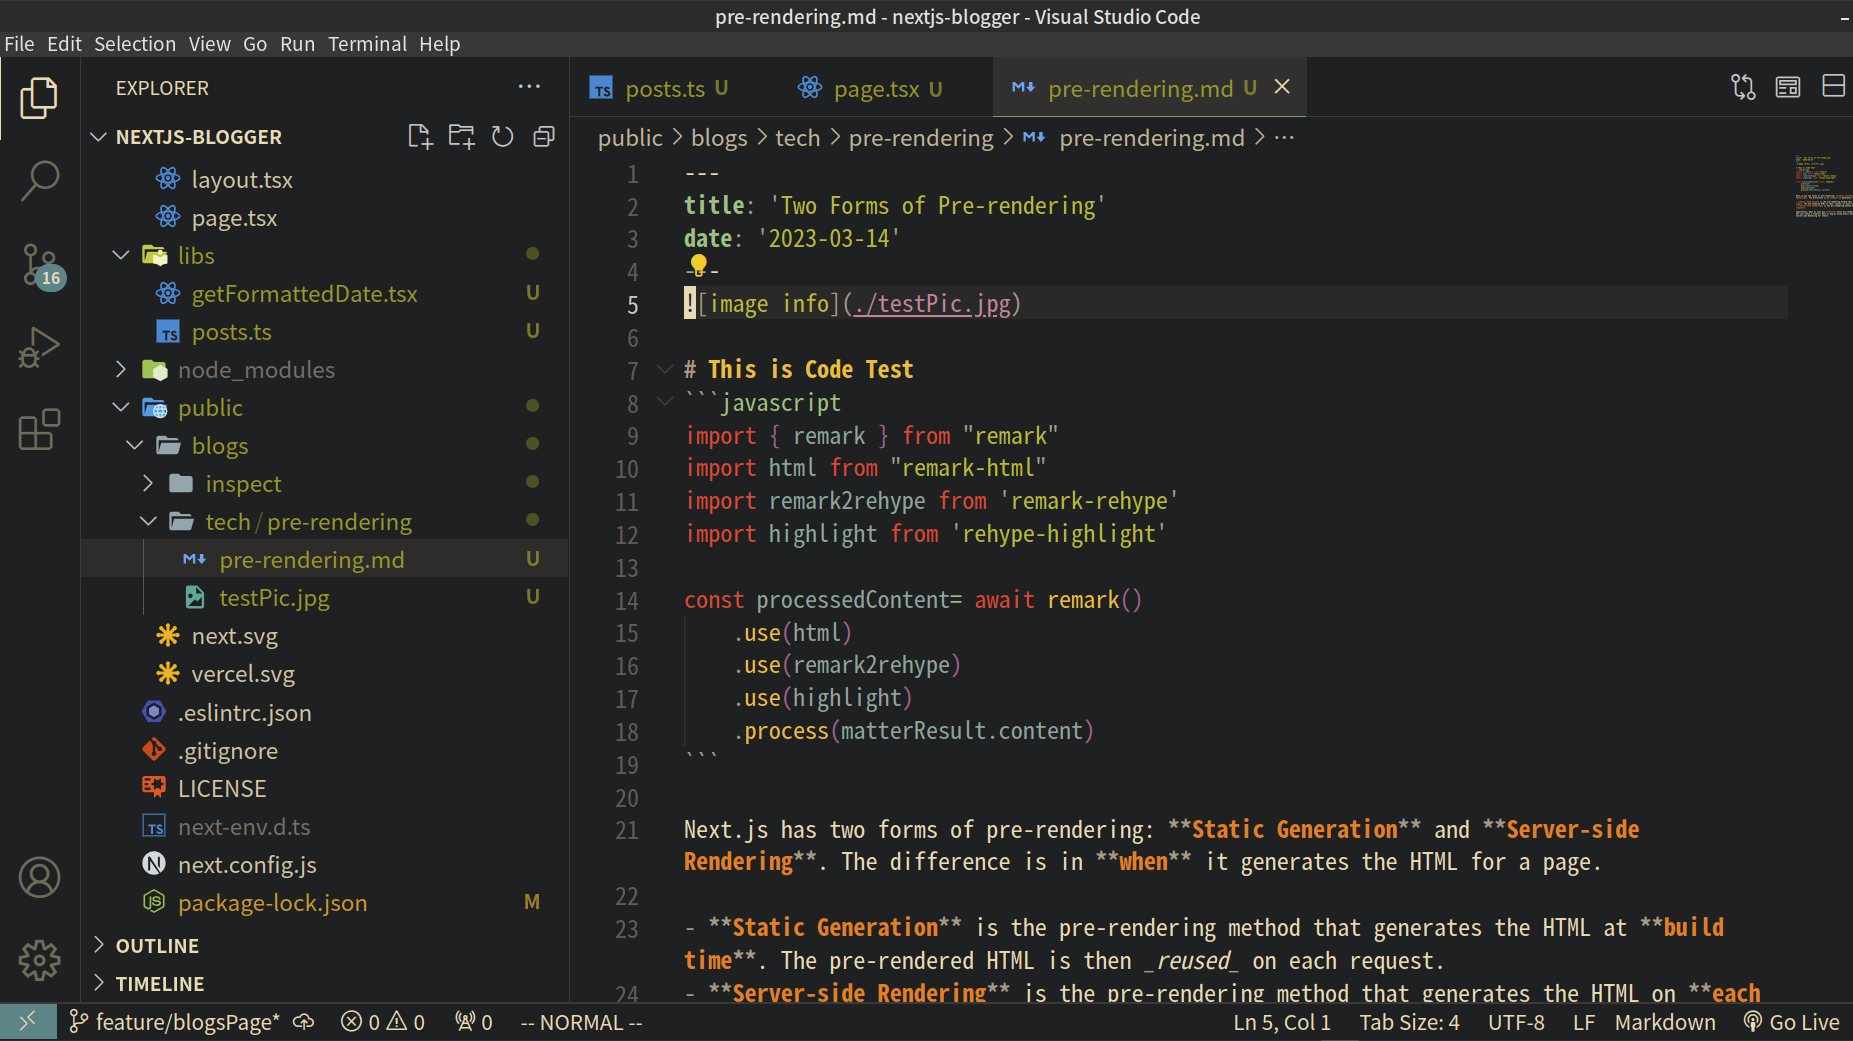 pre-rendering.md - nextjs-blogger - Visual Studio Code
File Edit Selection View Go Run Terminal Help
EXPLORER
NEXTJS-BLOGGER
layout.tsx
page.tsx
libs
getFormattedDate.tsx U
posts.ts U
node_modules
public
blogs
inspect
tech / pre-rendering
pre-rendering.md U
testPic.jpg U
next.svg
vercel.svg
.eslintrc.json
.gitignore
LICENSE
next-env.d.ts
next.config.js
package-lock.json M
OUTLINE
TIMELINE
16
posts.ts U
page.tsx U
pre-rendering.md U
public > blogs > tech > pre-rendering > pre-rendering.md > ...
1 ---
2 title: 'Two Forms of Pre-rendering'
3 date: '2023-03-14'
4 ---
5 ![image info](./testPic.jpg)
6
7 # This is Code Test
8 ```javascript
9 import { remark } from "remark"
10 import html from "remark-html"
11 import remark2rehype from 'remark-rehype'
12 import highlight from 'rehype-highlight'
13
14 const processedContent= await remark()
15 .use(html)
16 .use(remark2rehype)
17 .use(highlight)
18 .process(matterResult.content)
19 ```
20
21 Next.js has two forms of pre-rendering: **Static Generation** and **Server-side
Rendering**. The difference is in **when** it generates the HTML for a page.
22
23 - **Static Generation** is the pre-rendering method that generates the HTML at **build
time**. The pre-rendered HTML is then _reused_ on each request.
24 - **Server-side Rendering** is the pre-rendering method that generates the HTML on **each
feature/blogsPage* 0 0 0 -- NORMAL -- Ln 5, Col 1 Tab Size: 4 UTF-8 LF Markdown Go Live